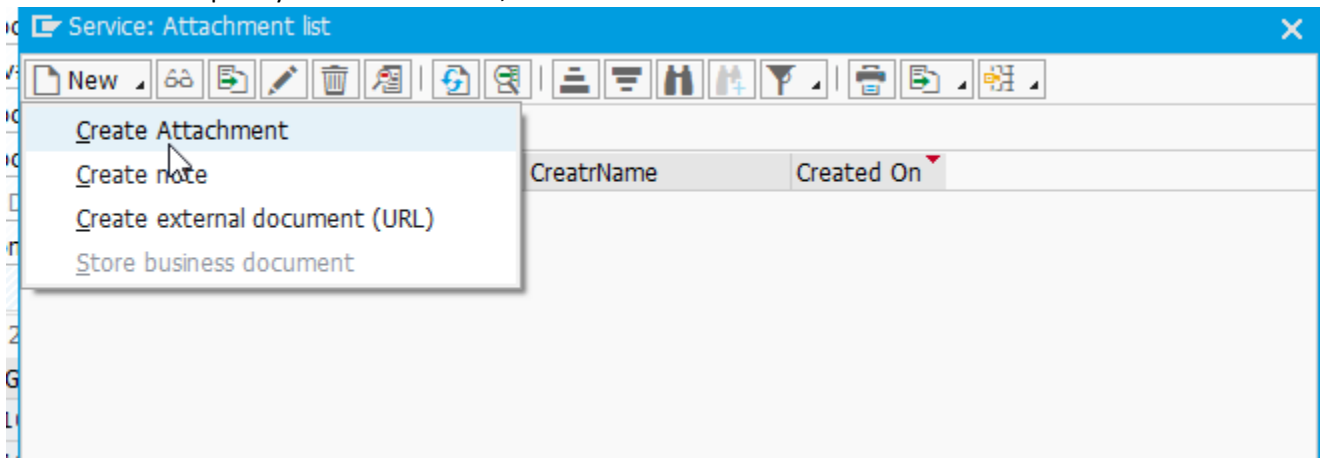 Service: Attachment list
New
Create Attachment
Create note
CreatrName Created On
Create external document (URL)
Store business document